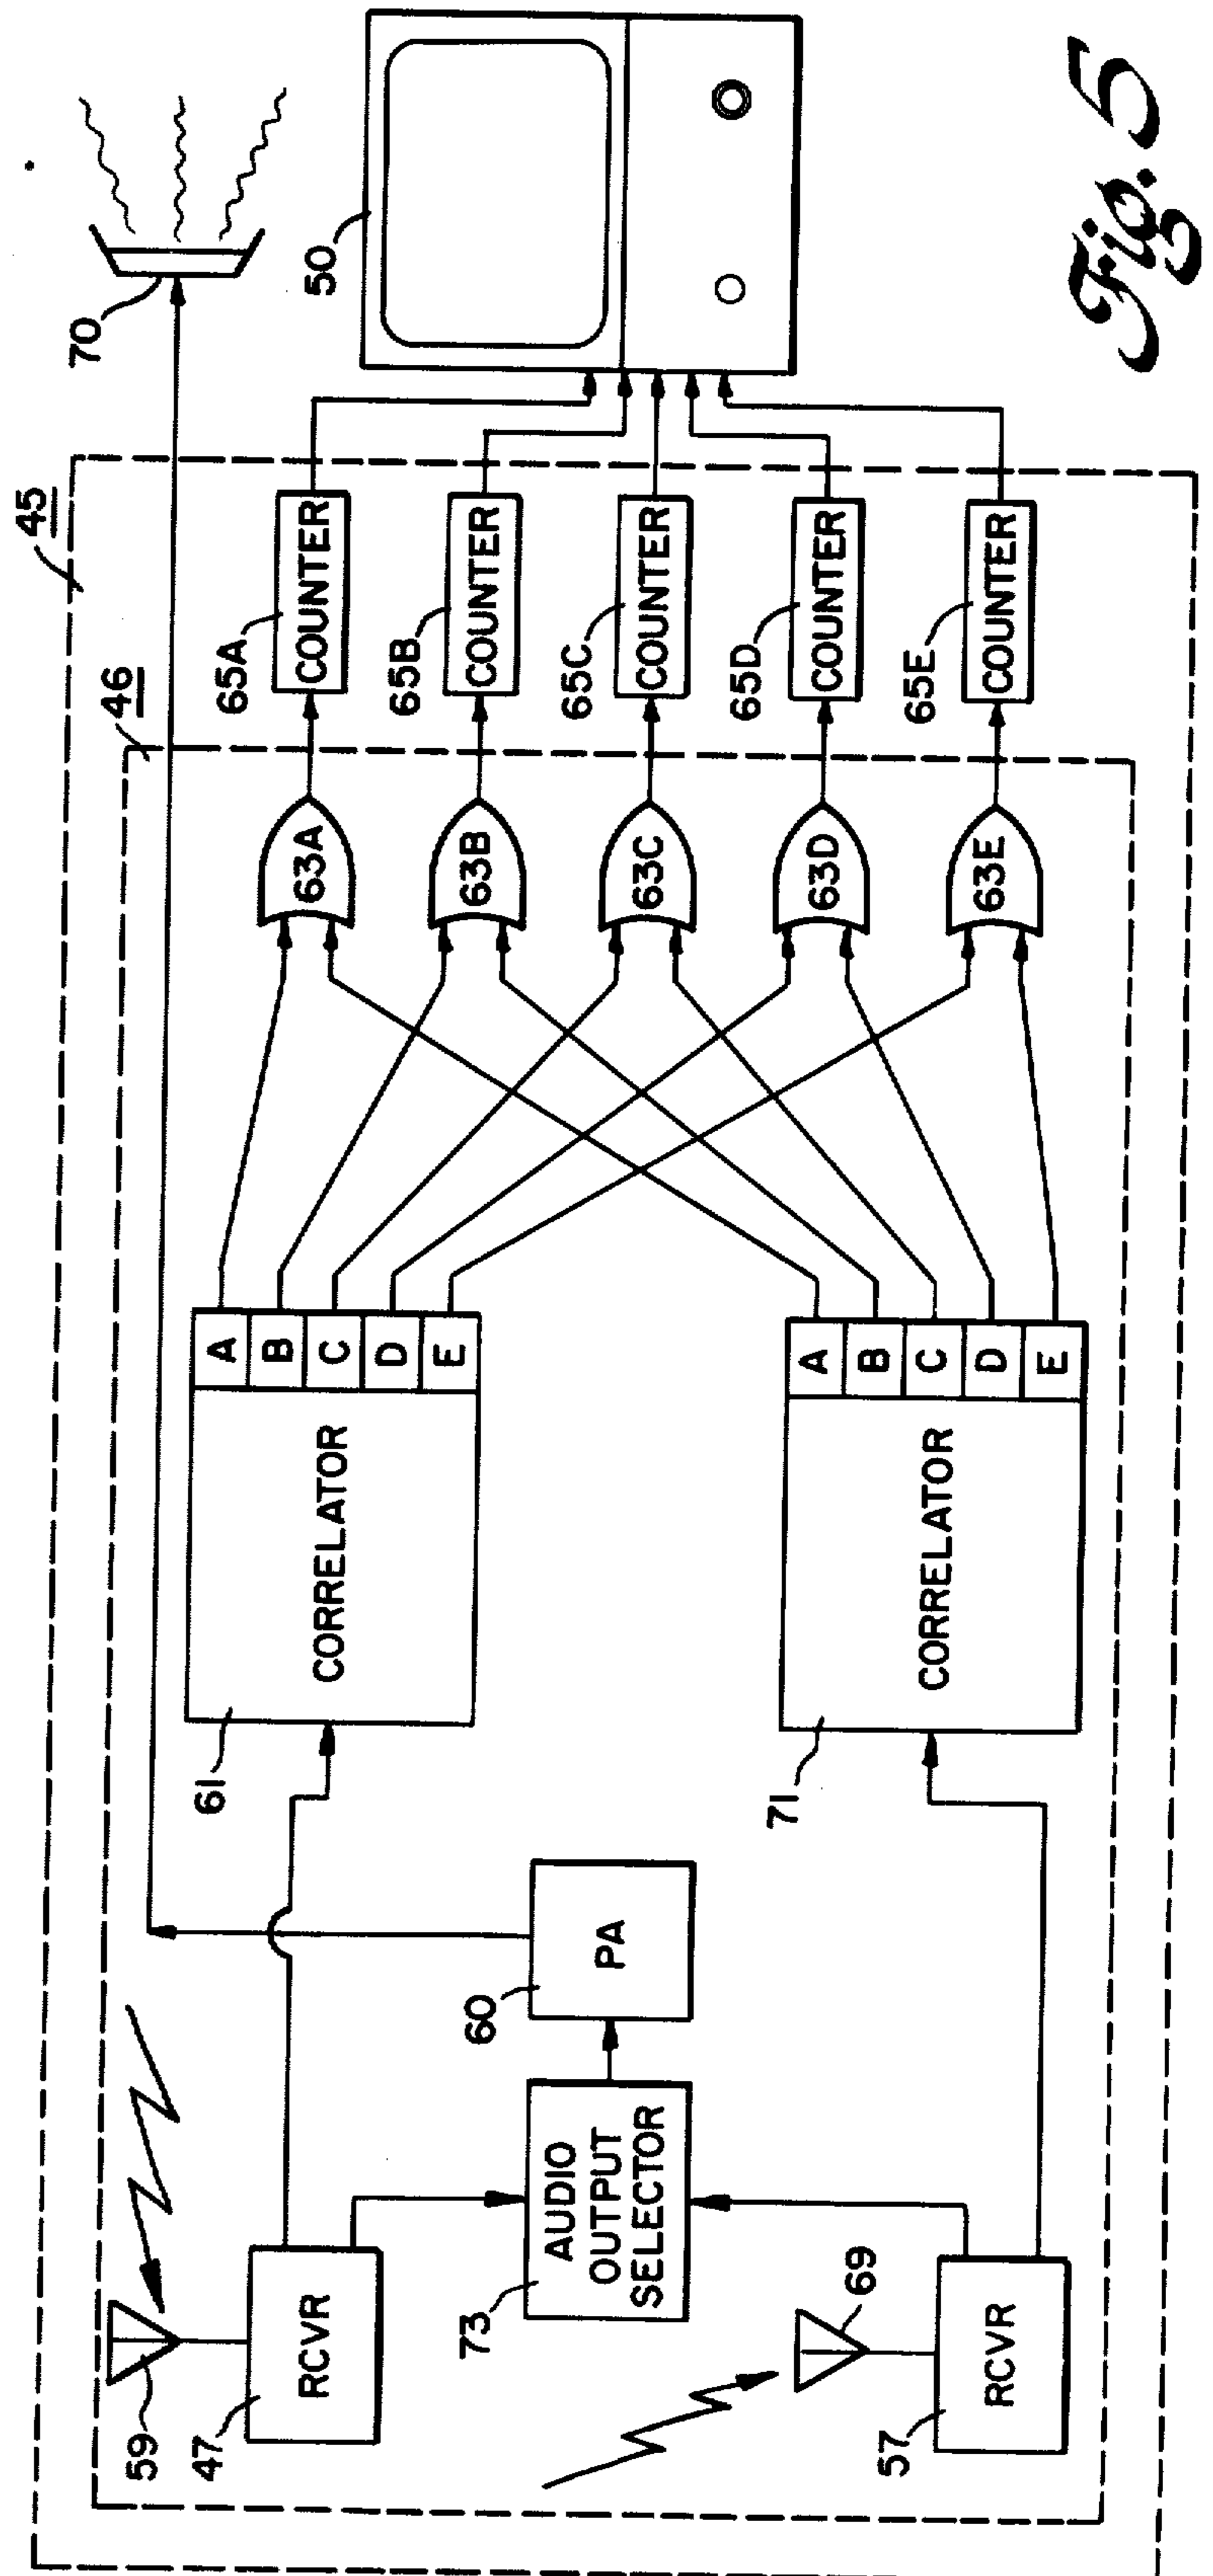 45
46
70
50
59
47
RCVR
61
CORRELATOR
A
B
C
D
E
63A
63B
63C
63D
63E
65A
COUNTER
65B
COUNTER
65C
COUNTER
65D
COUNTER
65E
COUNTER
73
AUDIO
OUTPUT
SELECTOR
60
PA
69
57
RCVR
71
CORRELATOR
A
B
C
D
E
Fig. 5